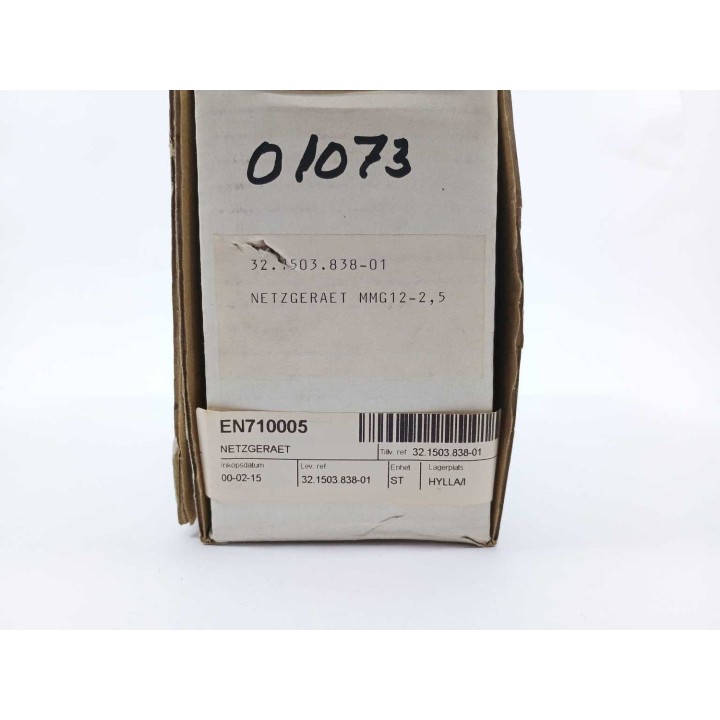 01073
32.1503.838-01
NETZGERAET MMG12-2,5
EN710005
NETZGERAET
Tillv. ref. 32.1503.838-01
Inköpsdatum Lev. ref Enhet Lagerplats
00-02-15 32.1503.838-01 ST HYLLA/I